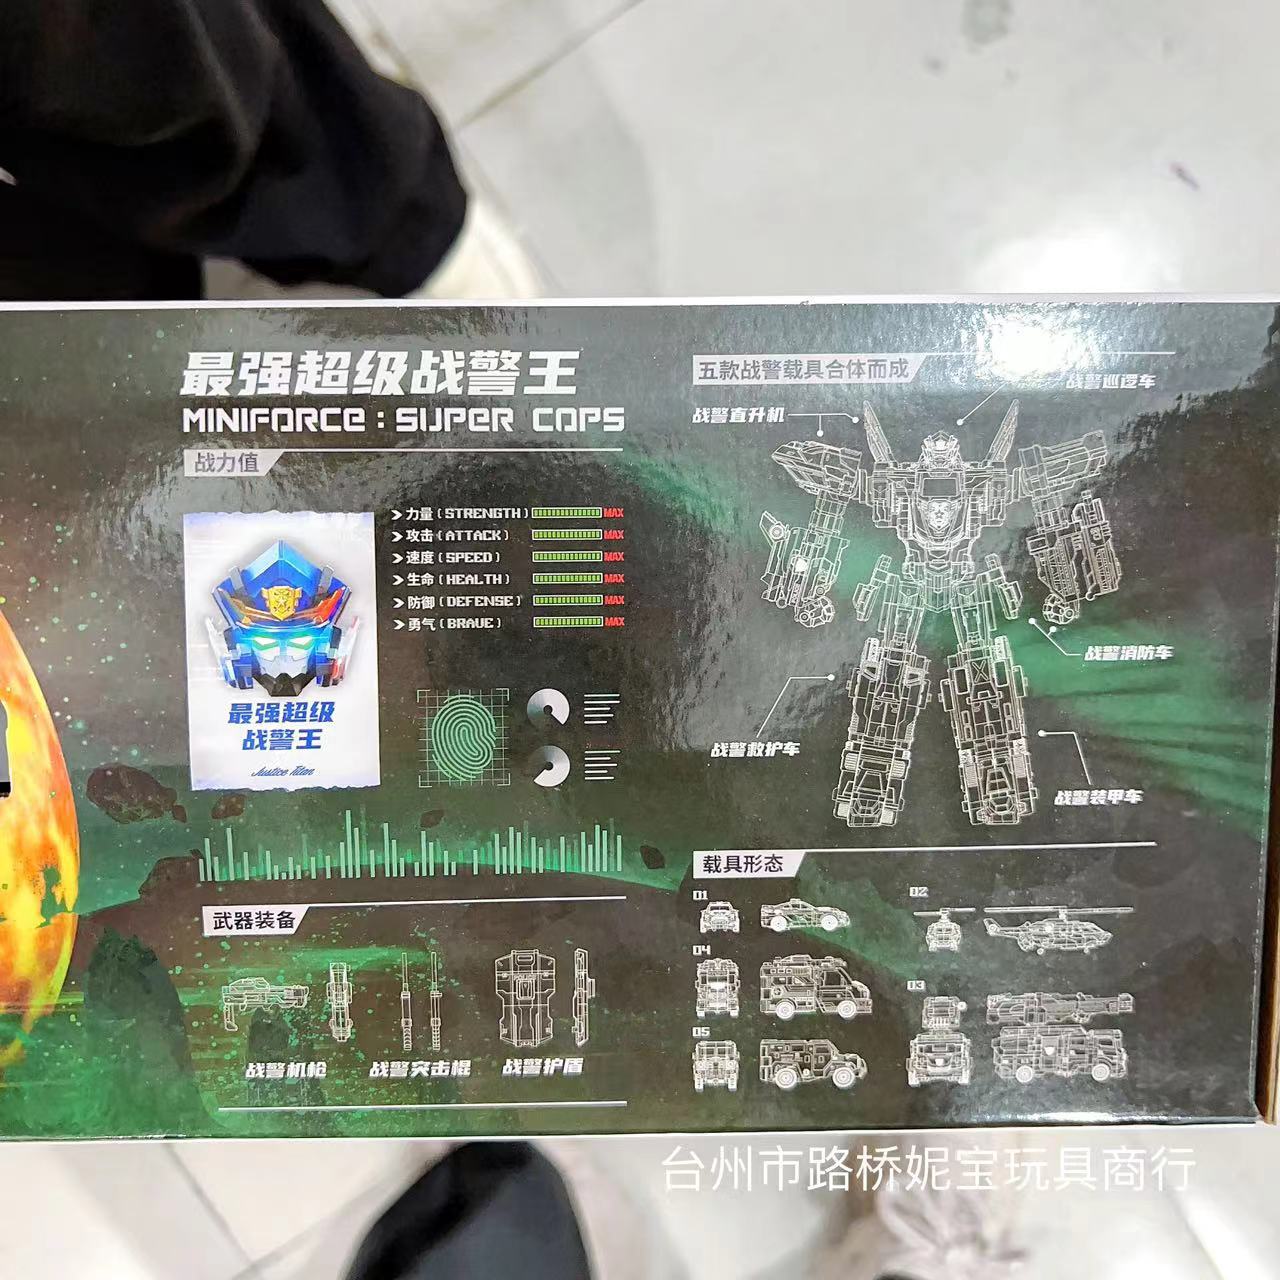 最强超级战警王
MINIFORCE : SUPER COPS
战力值
力量 ( STRENGTH ) MAX
攻击 ( ATTACK ) MAX
速度 ( SPEED ) MAX
生命 ( HEALTH ) MAX
防御 ( DEFENSE ) MAX
勇气 ( BRAVE ) MAX
最强超级
战警王
Justice Titan
武器装备
战警机枪
战警突击棍
战警护盾
五款战警载具合体而成
战警巡逻车
战警直升机
战警消防车
战警救护车
战警装甲车
载具形态
01
02
04
03
05
台州市路桥妮宝玩具商行